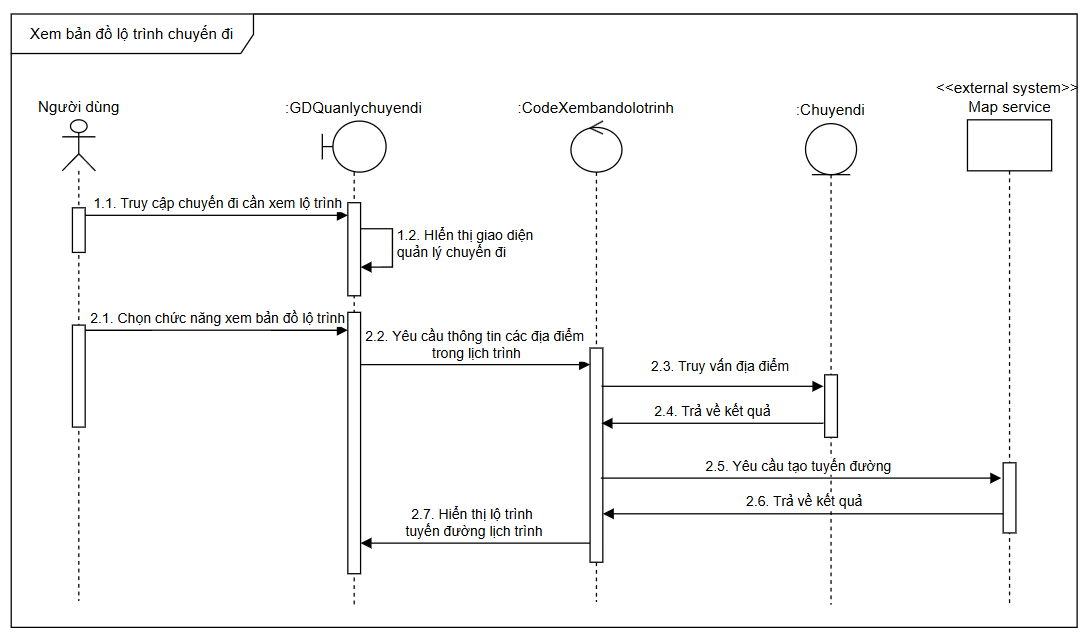 Xem bản đồ lộ trình chuyến đi
<<external system>>
Map service
Người dùng
:GDQuanlychuyendi
:CodeXembandolotrinh
:Chuyendi
1.1. Truy cập chuyến đi cần xem lộ trình
1.2. HIển thị giao diện
quản lý chuyến đi
2.1. Chọn chức năng xem bản đồ lộ trình
2.2. Yêu cầu thông tin các địa điểm
trong lịch trình
2.3. Truy vấn địa điểm
2.4. Trả về kết quả
2.5. Yêu cầu tạo tuyến đường
2.6. Trả về kết quả
2.7. Hiển thị lộ trình
tuyến đường lịch trình